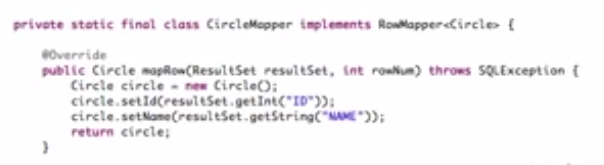 private static final class CircleMapper implements RowMapper<Circle> {
@Override
public Circle mapRow(ResultSet resultSet, int rowNum) throws SQLException {
Circle circle = new Circle();
circle.setId(resultSet.getInt("ID"));
circle.setName(resultSet.getString("NAME"));
return circle;
}